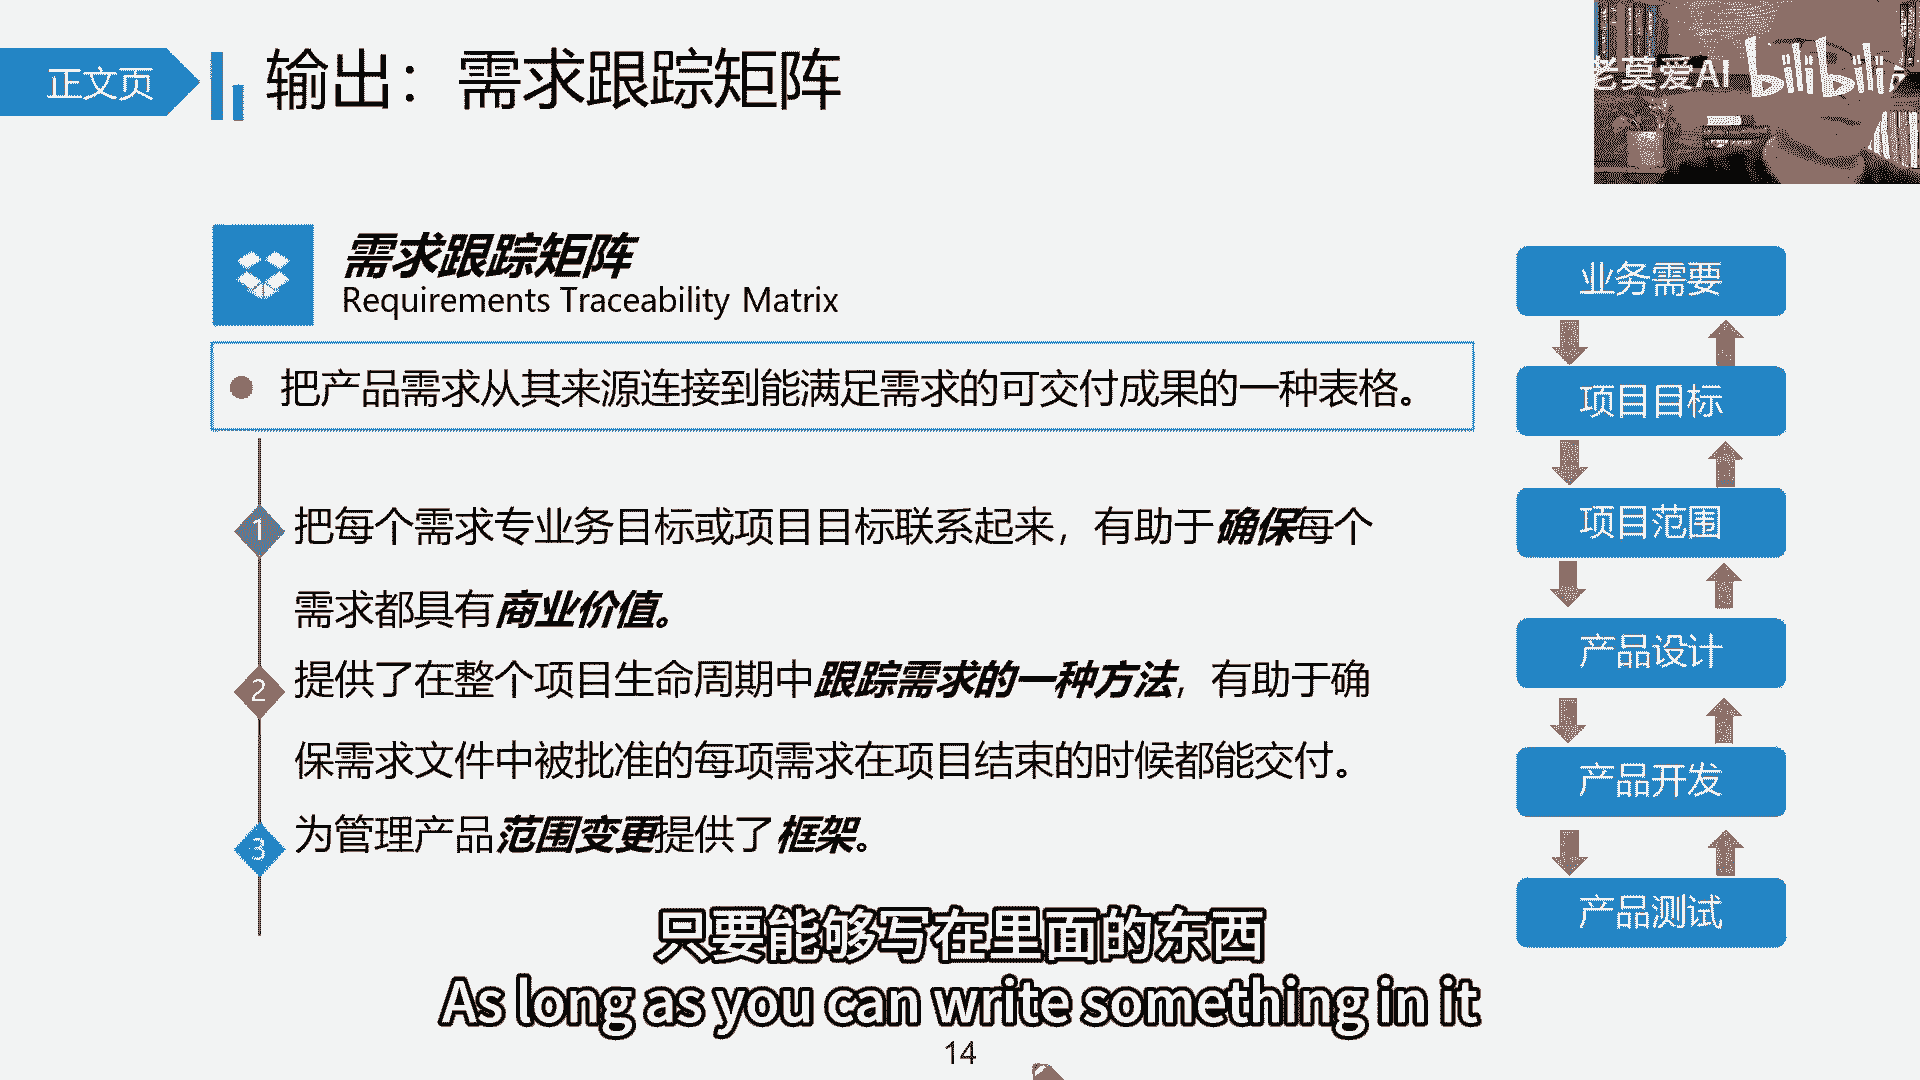 正文页
输出：需求跟踪矩阵
老莫爱AI
bilibili
需求跟踪矩阵
Requirements Traceability Matrix
把产品需求从其来源连接到能满足需求的可交付成果的一种表格。
1
把每个需求专业务目标或项目目标联系起来，有助于确保每个
需求都具有商业价值。
2
提供了在整个项目生命周期中跟踪需求的一种方法，有助于确
保需求文件中被批准的每项需求在项目结束的时候都能交付。
3
为管理产品范围变更提供了框架。
业务需要
项目目标
项目范围
产品设计
产品开发
产品测试
只要能够写在里面的东西
As long as you can write something in it
14